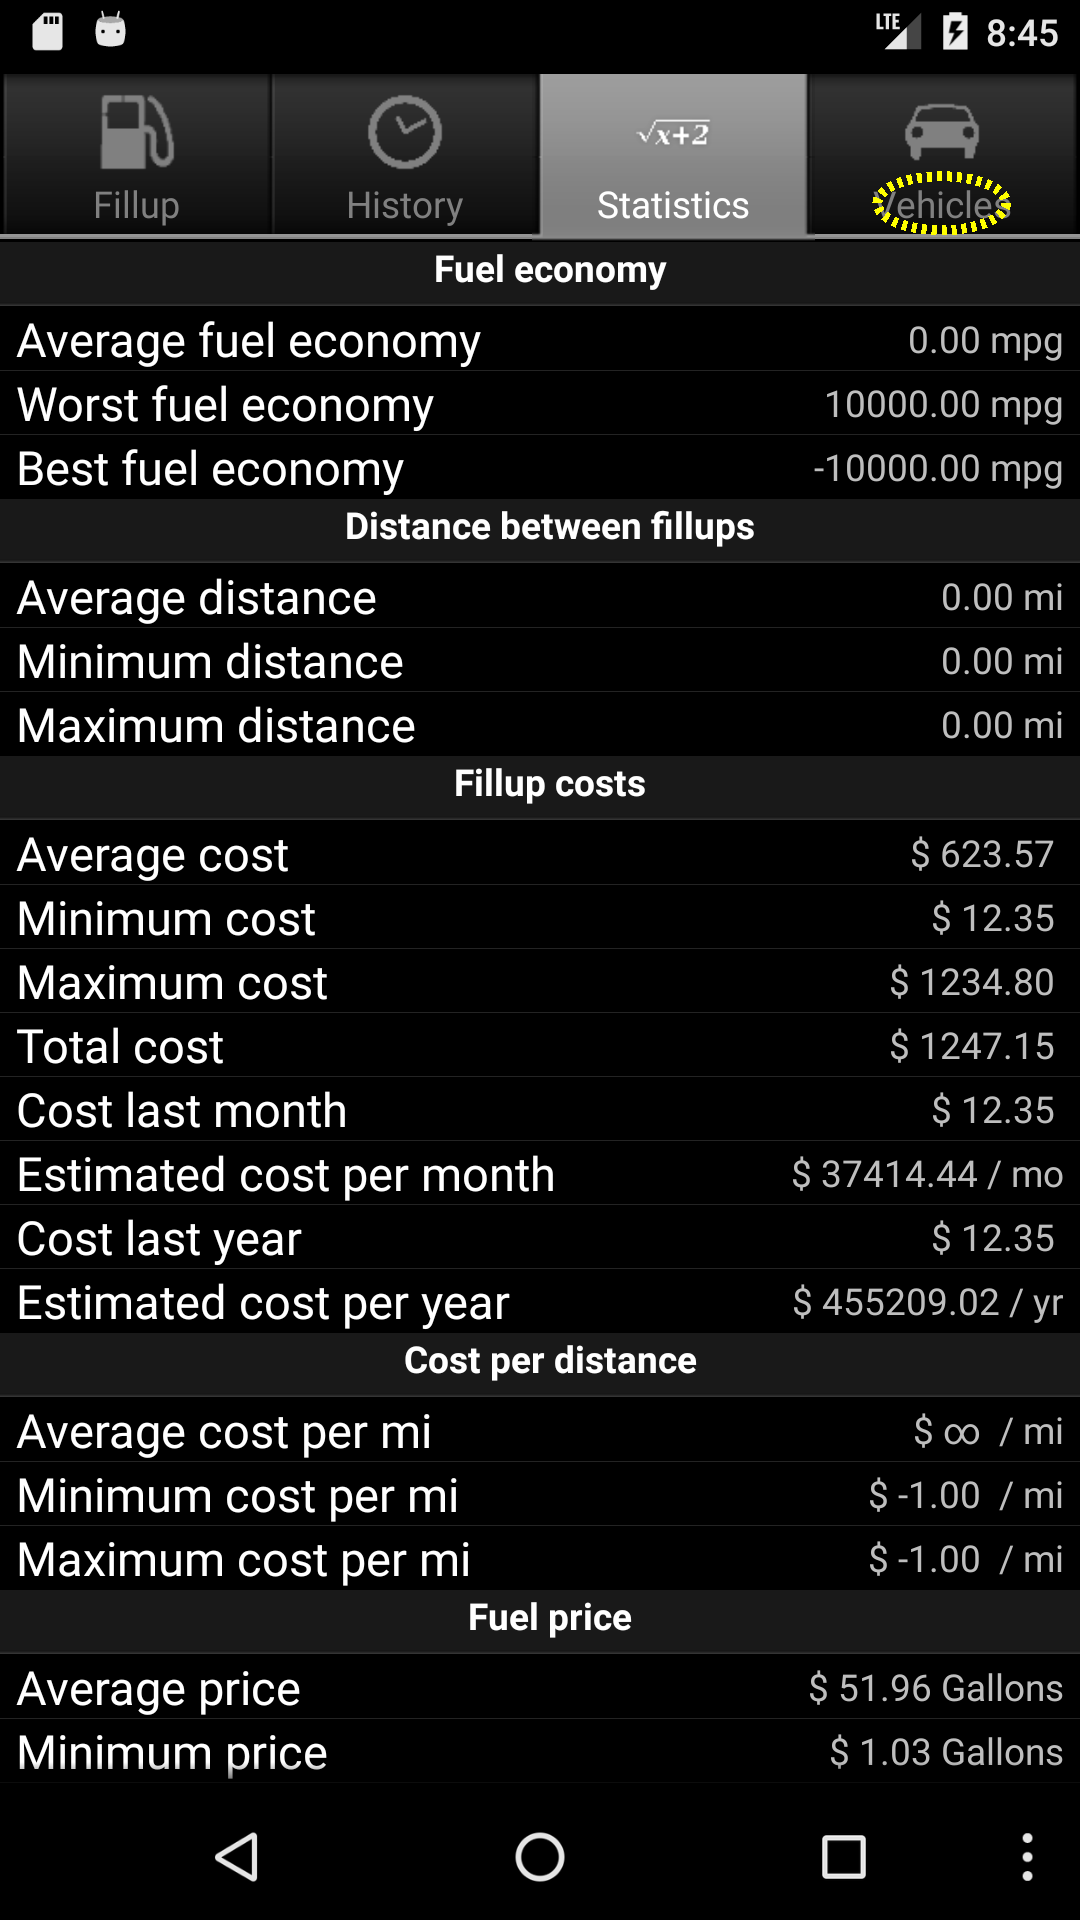 LTE 8:45
√x+2
Fillup History Statistics Vehicles
Fuel economy
Average fuel economy 0.00 mpg
Worst fuel economy 10000.00 mpg
Best fuel economy -10000.00 mpg
Distance between fillups
Average distance 0.00 mi
Minimum distance 0.00 mi
Maximum distance 0.00 mi
Fillup costs
Average cost $ 623.57
Minimum cost $ 12.35
Maximum cost $ 1234.80
Total cost $ 1247.15
Cost last month $ 12.35
Estimated cost per month $ 37414.44 / mo
Cost last year $ 12.35
Estimated cost per year $ 455209.02 / yr
Cost per distance
Average cost per mi $ ∞ / mi
Minimum cost per mi $ -1.00 / mi
Maximum cost per mi $ -1.00 / mi
Fuel price
Average price $ 51.96 Gallons
Minimum price $ 1.03 Gallons